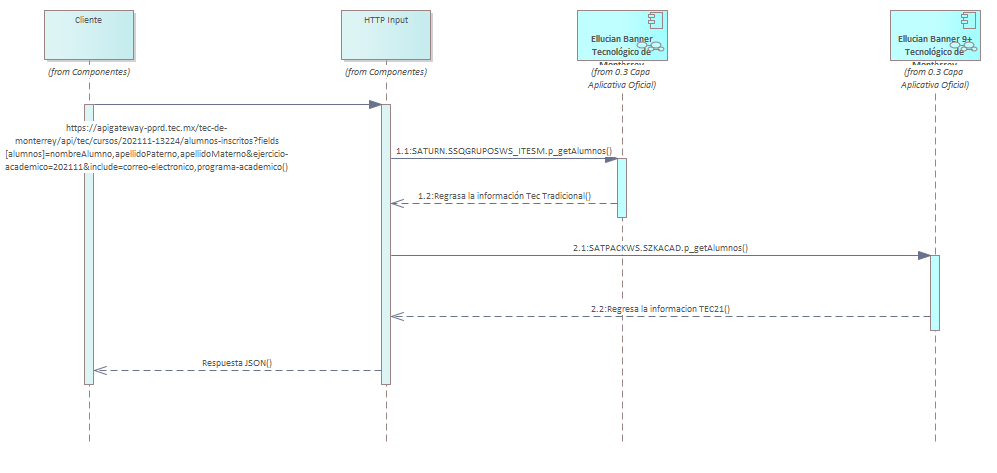 Cliente
(from Componentes)
HTTP Input
(from Componentes)
Ellucian Banner
Tecnológico de
Monterrey
(from 0.3 Capa
Aplicativa Oficial)
Ellucian Banner 9+
Tecnológico de
Monterrey
(from 0.3 Capa
Aplicativa Oficial)
https://apigateway-pprd.tec.mx/tec-de-
monterrey/api/tec/cursos/202111-13224/alumnos-inscritos?fields
[alumnos]=nombreAlumno,apellidoPaterno,apellidoMaterno&ejercicio-
academico=202111&include=correo-electronico,programa-academico()
1.1:SATURN.SSQGRUPOSWS_ITESM.p_getAlumnos()
1.2:Regrasa la información Tec Tradicional()
2.1:SATPACKWS.SZKACAD.p_getAlumnos()
2.2:Regresa la informacion TEC21()
Respuesta JSON()